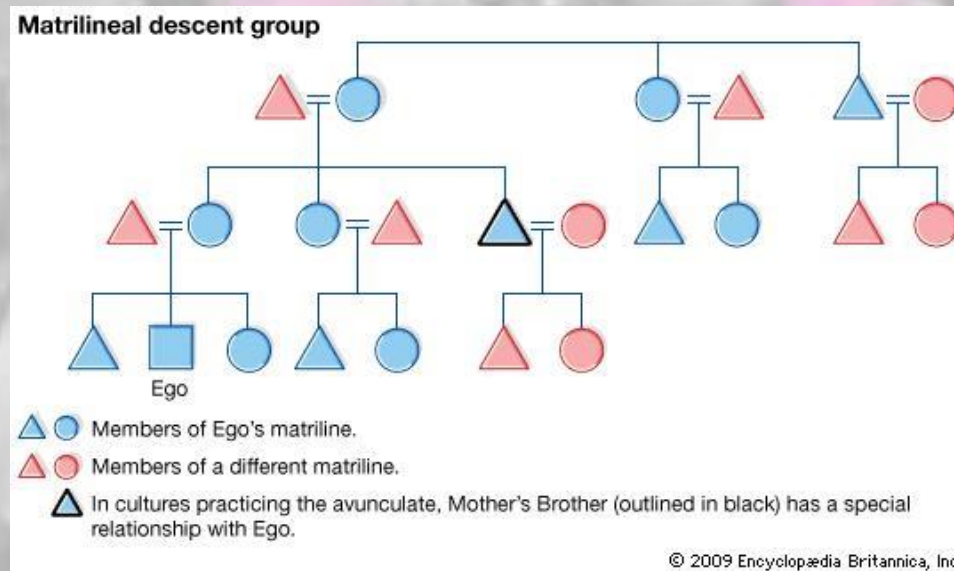 Matrilineal descent group
Ego
Members of Ego's matriline.
Members of a different matriline.
In cultures practicing the avunculate, Mother's Brother (outlined in black) has a special
relationship with Ego.
© 2009 Encyclopædia Britannica, Inc